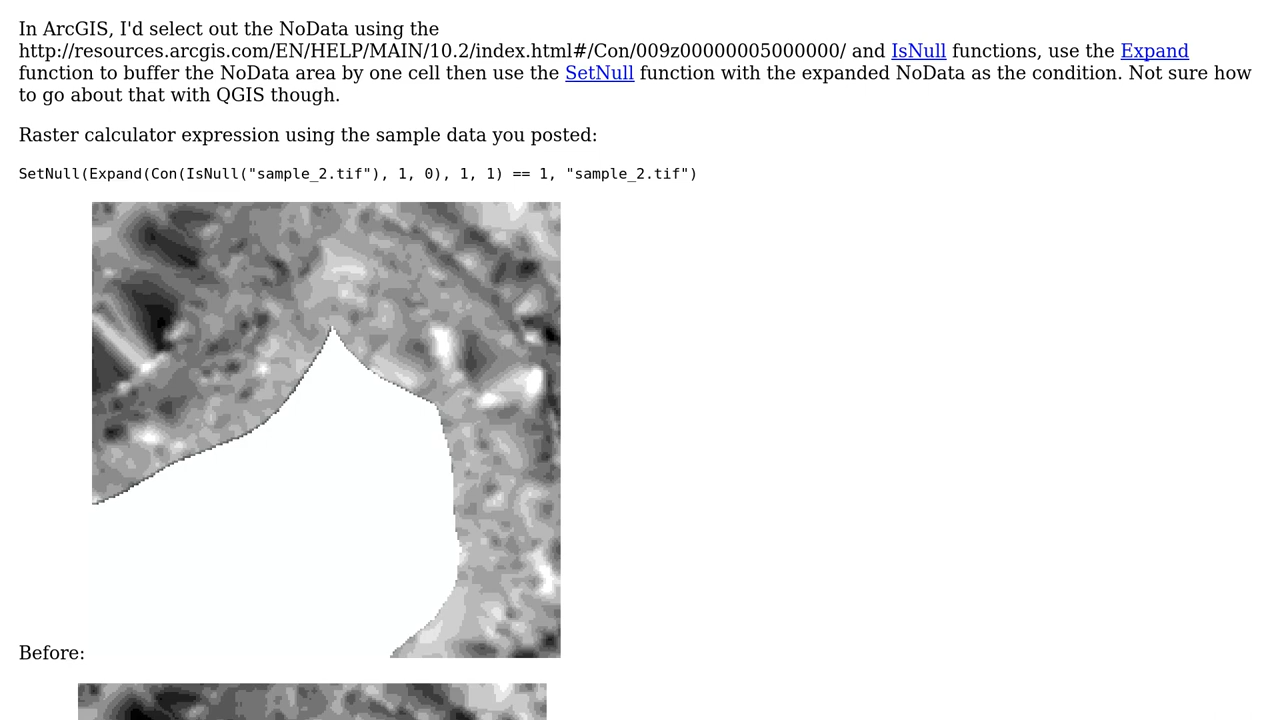 In ArcGIS, I'd select out the NoData using the
http://resources.arcgis.com/EN/HELP/MAIN/10.2/index.html#/Con/009z00000005000000/ and IsNull functions, use the Expand
function to buffer the NoData area by one cell then use the SetNull function with the expanded NoData as the condition. Not sure how
to go about that with QGIS though.
Raster calculator expression using the sample data you posted:
SetNull(Expand(Con(IsNull("sample_2.tif"), 1, 0), 1, 1) == 1, "sample_2.tif")
Before: